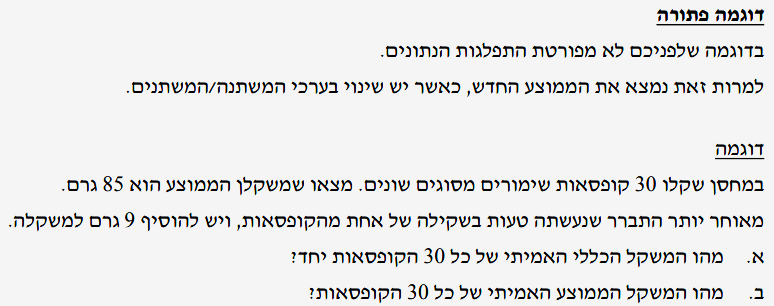 דוגמה פתורה
בדוגמה שלפניכם לא מפורטת התפלגות הנתונים.
למרות זאת נמצא את הממוצע החדש, כאשר יש שינוי בערכי המשתנה/המשתנים.
דוגמה
במחסן שקלו 30 קופסאות שימורים מסוגים שונים. מצאו שמשקלן הממוצע הוא 85 גרם.
מאוחר יותר התברר שנעשתה טעות בשקילה של אחת מהקופסאות, ויש להוסיף 9 גרם למשקלה.
א. מהו המשקל הכללי האמיתי של כל 30 הקופסאות יחד?
ב. מהו המשקל הממוצע האמיתי של כל 30 הקופסאות?